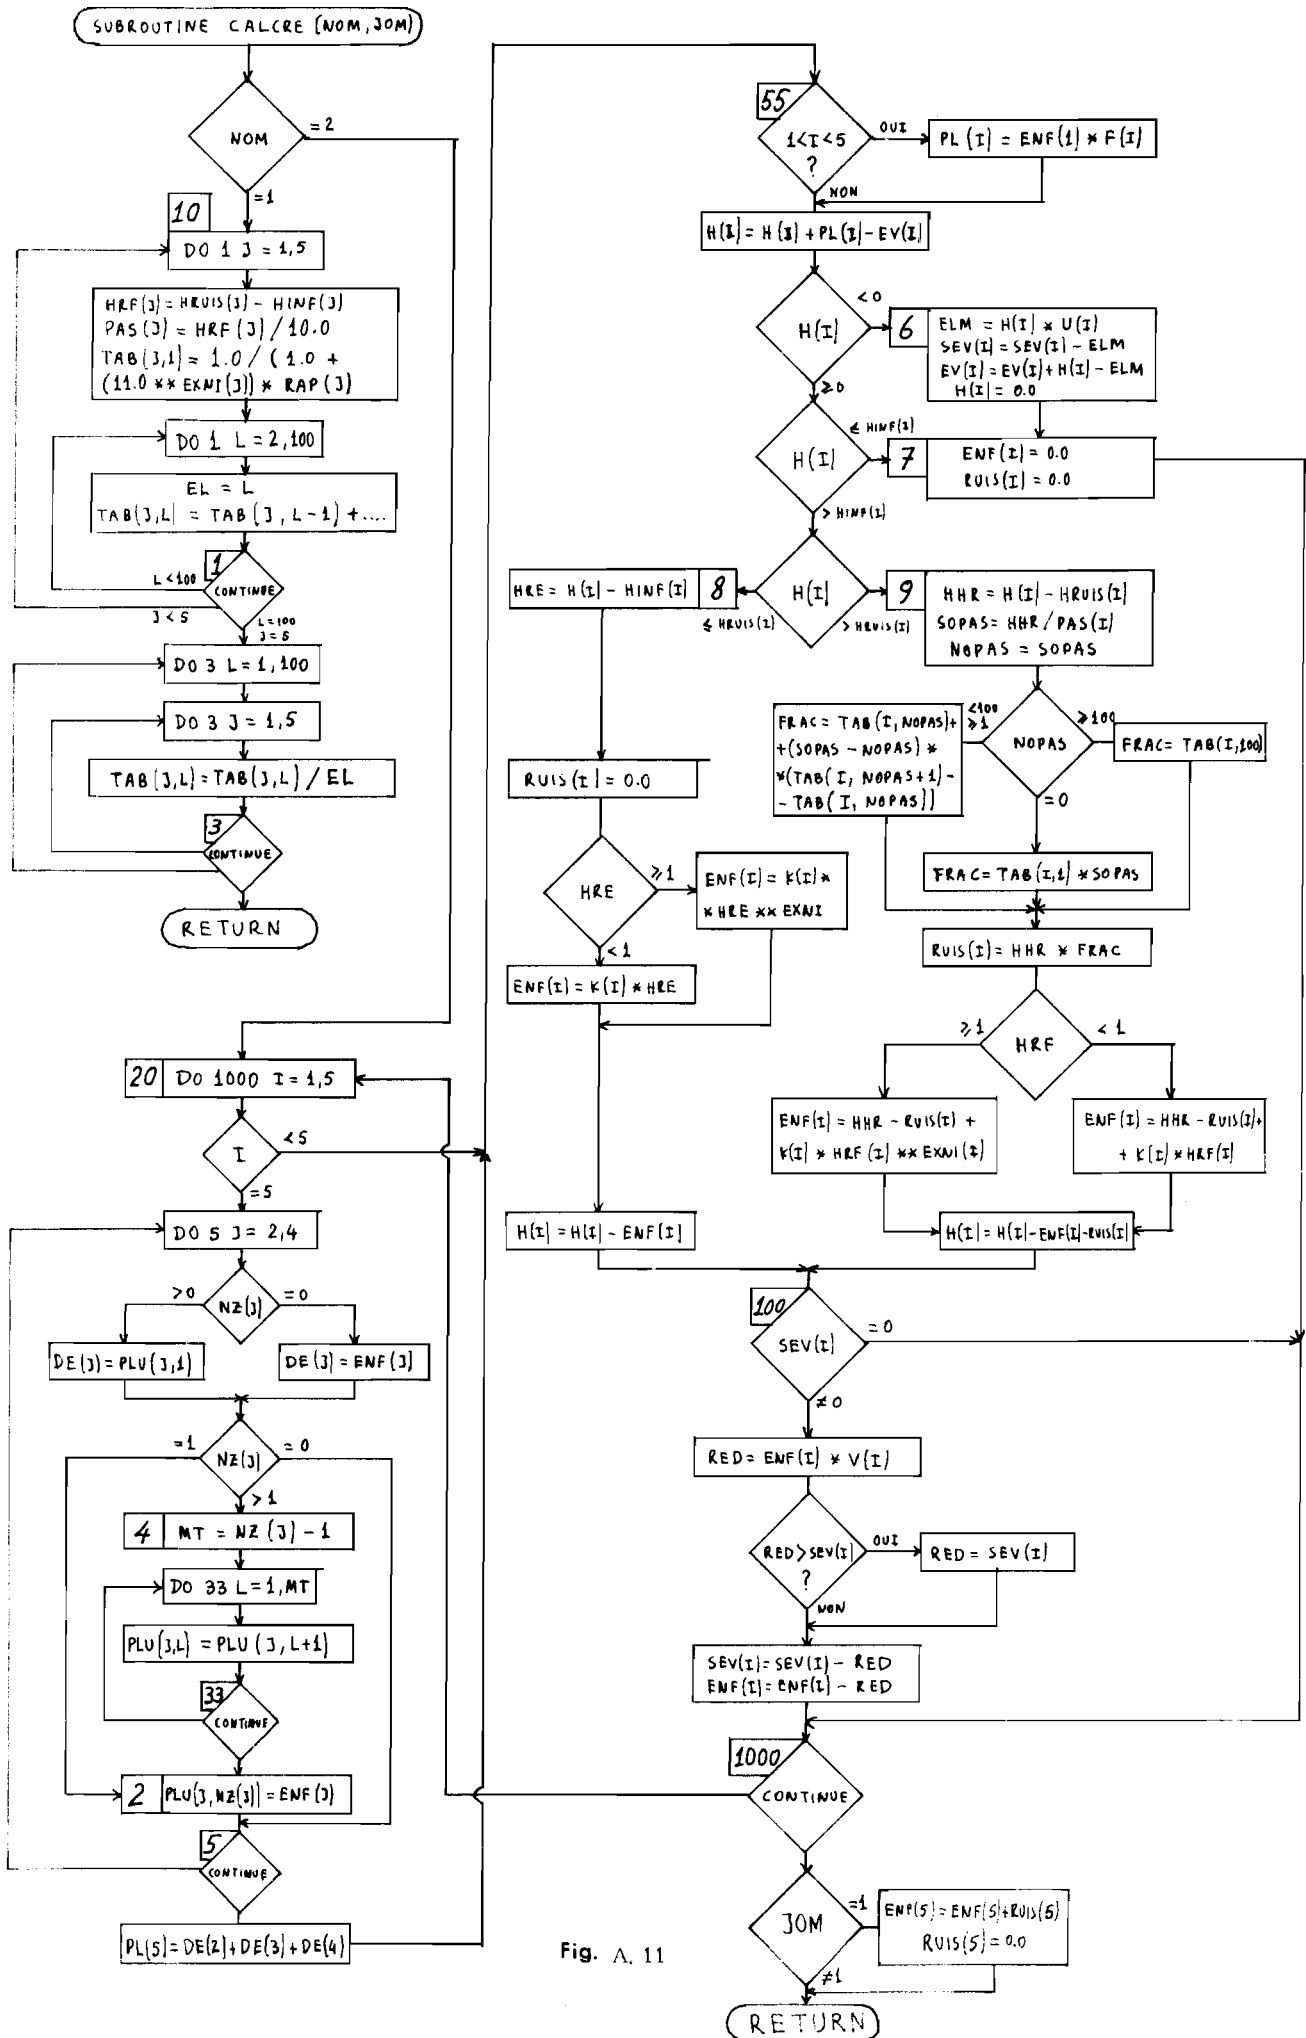 SUBROUTINE CALCRE (NOM, JOM)
NOM
=2
=1
10
DO 1 J = 1,5
HRF(J) = HRUIS(J) - HINF(J)
PAS(J) = HRF(J) / 10.0
TAB(J,1) = 1.0 / (1.0 +
(11.0 ** EXNI(J)) * RAP(J)
DO 1 L = 2,100
EL = L
TAB(J,L) = TAB(J, L-1) + ....
1
CONTINUE
L<100
J<5
L=100
J=5
DO 3 L = 1,100
DO 3 J = 1,5
TAB(J,L) = TAB(J,L) / EL
3
CONTINUE
RETURN
20
DO 1000 I = 1,5
I
<5
=5
DO 5 J = 2,4
NZ(J)
>0
=0
DE(J) = PLU(J,1)
DE(J) = ENF(J)
NZ(J)
=1
=0
>1
4
MT = NZ(J) - 1
DO 33 L = 1,MT
PLU(J,L) = PLU(J, L+1)
33
CONTINUE
2
PLU(J,NZ(J)) = ENF(J)
5
CONTINUE
PL(5) = DE(2) + DE(3) + DE(4)
55
1<I<5
?
OUI
PL(I) = ENF(1) * F(I)
NON
H(I) = H(I) + PL(I) - EV(I)
H(I)
<0
≥0
6
ELM = H(I) * U(I)
SEV(I) = SEV(I) - ELM
EV(I) = EV(I) + H(I) - ELM
H(I) = 0.0
H(I)
≤ HINF(I)
> HINF(I)
7
ENF(I) = 0.0
RUIS(I) = 0.0
H(I)
≤ HRUIS(I)
> HRUIS(I)
8
HRE = H(I) - HINF(I)
9
HHR = H(I) - HRUIS(I)
SOPAS = HHR / PAS(I)
NOPAS = SOPAS
NOPAS
<100
≥1
≥100
=0
FRAC = TAB(I, NOPAS) +
+ (SOPAS - NOPAS) *
*(TAB(I, NOPAS+1) -
- TAB(I, NOPAS))
FRAC = TAB(I,100)
FRAC = TAB(I,1) * SOPAS
RUIS(I) = 0.0
HRE
≥1
<1
ENF(I) = K(I) *
* HRE ** EXNI
ENF(I) = K(I) * HRE
RUIS(I) = HHR * FRAC
HRF
≥1
<1
ENF(I) = HHR - RUIS(I) +
K(I) * HRF(I) ** EXNI(I)
ENF(I) = HHR - RUIS(I) +
+ K(I) * HRF(I)
H(I) = H(I) - ENF(I)
H(I) = H(I) - ENF(I) - RUIS(I)
100
SEV(I)
=0
≠0
RED = ENF(I) * V(I)
RED > SEV(I)
?
OUI
RED = SEV(I)
NON
SEV(I) = SEV(I) - RED
ENF(I) = ENF(I) - RED
1000
CONTINUE
JOM
=1
≠1
ENF(5) = ENF(5) + RUIS(5)
RUIS(5) = 0.0
RETURN
Fig. A. 11